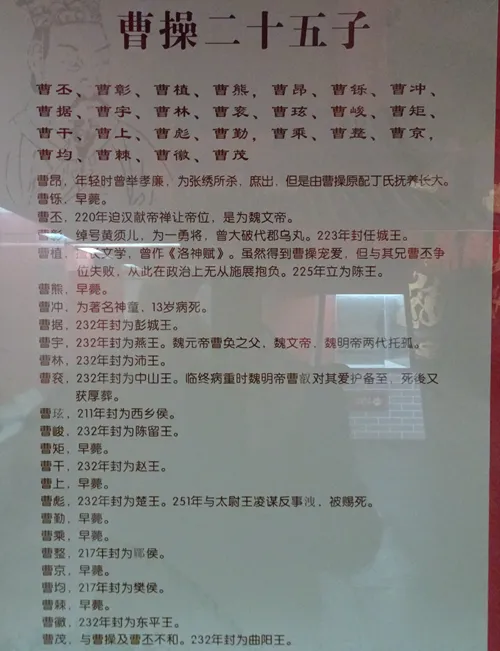 曹操二十五子
曹丕、曹彰、曹植、曹熊，曹昂、曹铄、曹冲、
曹据、曹宇、曹林、曹衮、曹玹、曹峻、曹矩、
曹干、曹上、曹彪、曹勤，曹乘、曹整、曹京，
曹均、曹棘、曹徽、曹茂
曹昂，年轻时曾举孝廉，为张绣所杀，庶出，但是由曹操原配丁氏抚养长大。
曹铄，早薨。
曹丕，220年迫汉献帝禅让帝位，是为魏文帝。
曹彰，绰号黄须儿，为一勇将，曾大破代郡乌丸。223年封任城王。
曹植，文学，曾作《洛神赋》。虽然得到曹操宠爱，但与其兄曹丕争
位失败，从此在政治上无从施展抱负。225年立为陈王。
曹熊，早薨。
曹冲，为著名神童，13岁病死。
曹据，232年封为彭城王。
曹宇，232年封为燕王。魏元帝曹奂之父，魏文帝、魏明帝两代托孤。
曹林，232年封为沛王。
曹衮，232年封为中山王。临终病重时魏明帝曹叡对其爱护备至，死後又
获厚葬。
曹玹，211年封为西乡侯。
曹峻，232年封为陈留王。
曹矩，早薨。
曹干，232年封为赵王。
曹上，早薨。
曹彪，232年封为楚王。251年与太尉王凌谋反事洩，被赐死。
曹勤，早薨。
曹乘，早薨。
曹整，217年封为郿侯。
曹京，早薨。
曹均，217年封为樊侯。
曹棘，早薨。
曹徽，232年封为东平王。
曹茂，与曹操及曹丕不和。232年封为曲阳王。